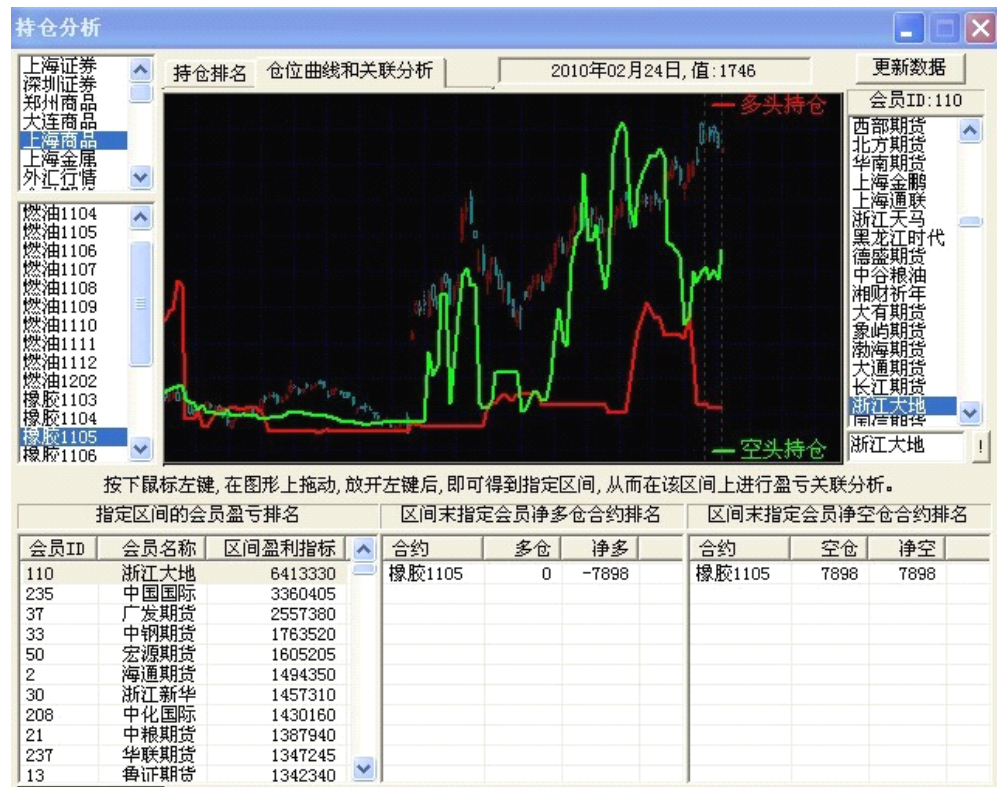 持仓分析
上海证券
深圳证券
郑州商品
大连商品
上海商品
上海金属
外汇行情
持仓排名 仓位曲线和关联分析
2010年02月24日,值:1746
更新数据
会员ID:110
燃油1104
燃油1105
燃油1106
燃油1107
燃油1108
燃油1109
燃油1110
燃油1111
燃油1112
燃油1202
橡胶1103
橡胶1104
橡胶1105
橡胶1106
多头持仓
空头持仓
西部期货
北方期货
华南期货
上海金鹏
上海通联
浙江天马
黑龙江时代
德盛期货
中谷粮油
湘财祈年
大有期货
象屿期货
渤海期货
大通期货
长江期货
浙江大地
浙江大地 !
按下鼠标左键,在图形上拖动,放开左键后,即可得到指定区间,从而在该区间上进行盈亏关联分析。
指定区间的会员盈亏排名 区间末指定会员净多仓合约排名 区间末指定会员净空仓合约排名
会员ID 会员名称 区间盈利指标 合约 多仓 净多 合约 空仓 净空
110 浙江大地 6413330 橡胶1105 0 -7898 橡胶1105 7898 7898
235 中国国际 3360405
37 广发期货 2557380
33 中钢期货 1763520
50 宏源期货 1605205
2 海通期货 1494350
30 浙江新华 1457310
208 中化国际 1430160
21 中粮期货 1387940
237 华联期货 1347245
13 鲁证期货 1342340